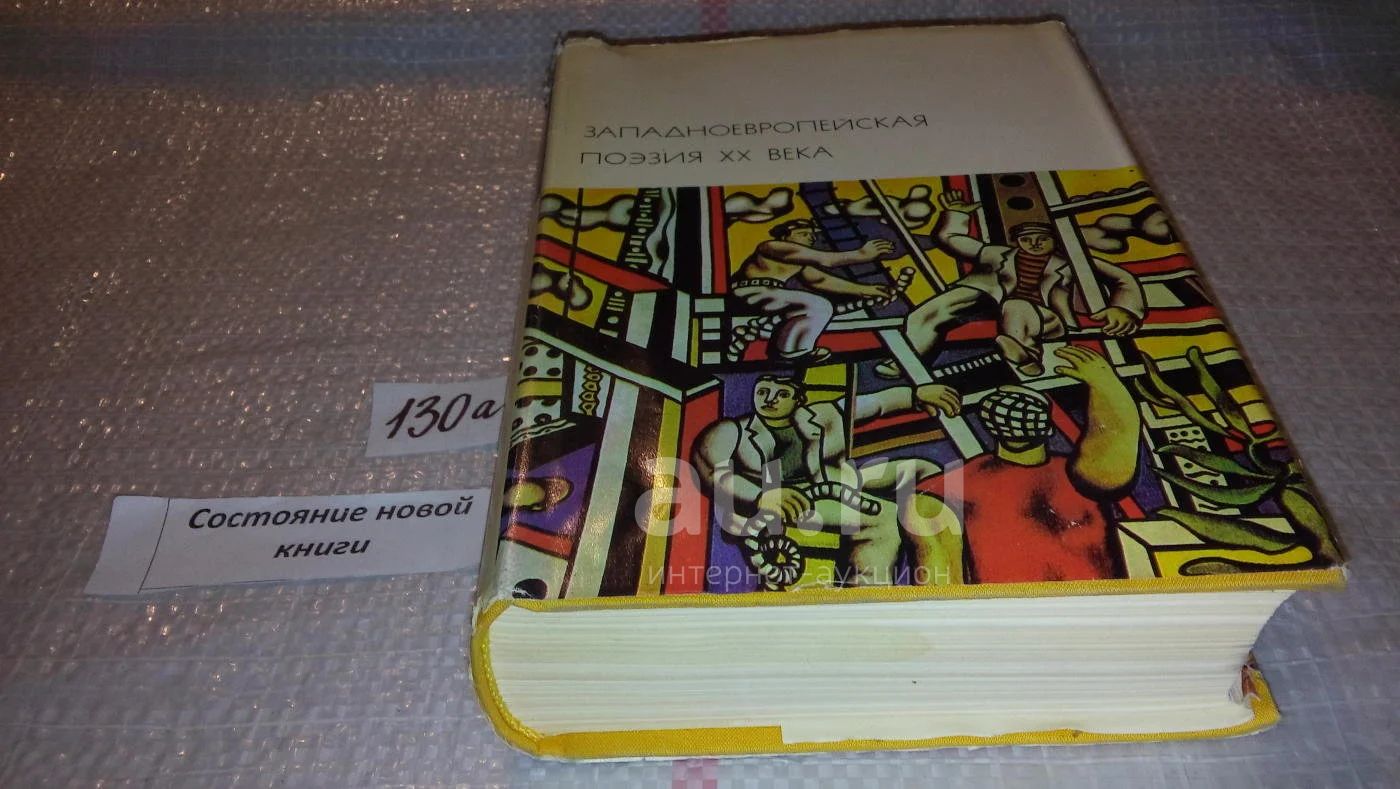 ЗАПАДНОЕВРОПЕЙСКАЯ
ПОЭЗИЯ XX ВЕКА
130а
Состояние новой
книги
au.ru
интернет-аукцион